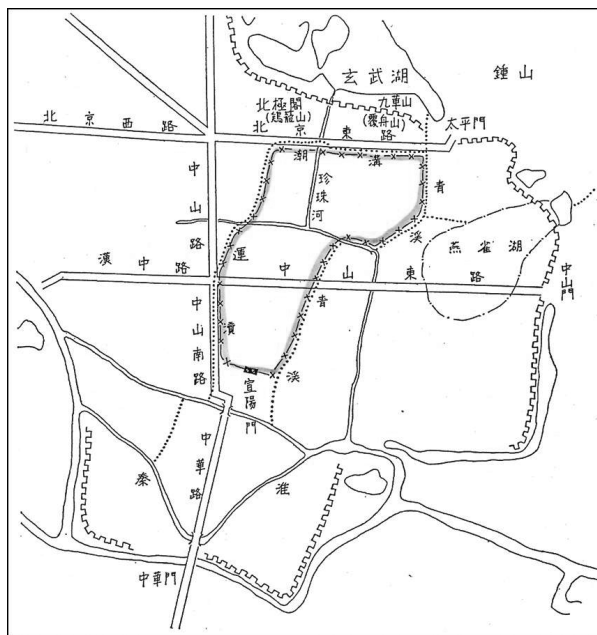 玄武湖
鍾山
北極閣
(鷄籠山)
九華山
(覆舟山)
太平門
北京西路
北京東路
潮溝
珍珠河
青溪
燕雀湖
中山門
中山路
運瀆
漢中路
中山東路
中山南路
青溪
宣陽門
中華路
秦淮
中華門